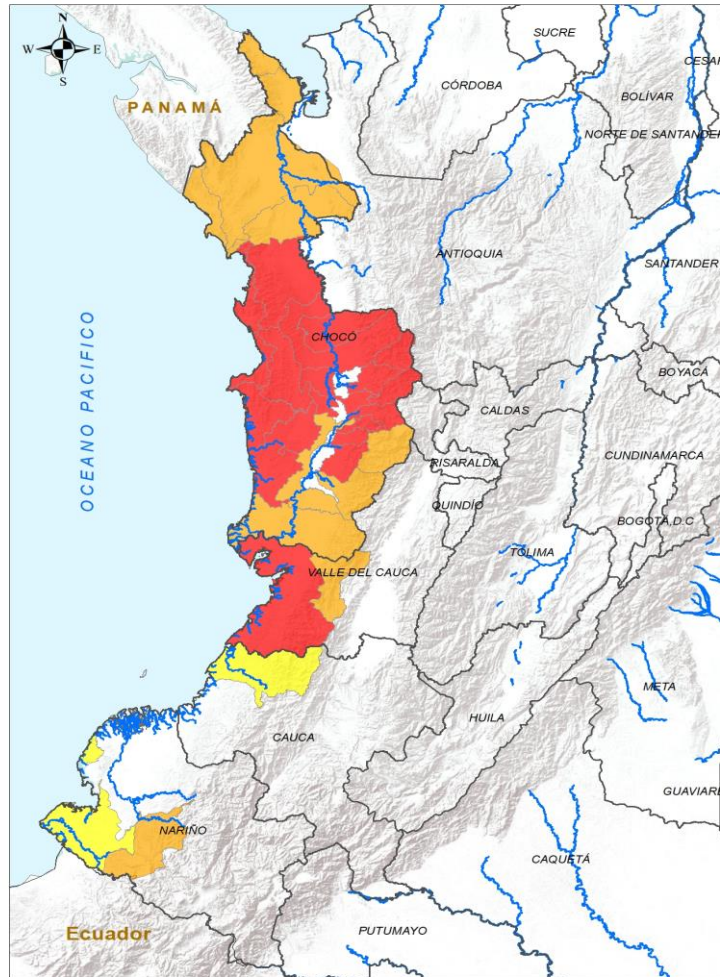 N
W E
S
SUCRE
CESAR
CÓRDOBA
BOLÍVAR
PANAMÁ
NORTE DE SANTANDER
ANTIOQUIA
SANTANDER
CHOCÓ
OCEANO PACIFICO
BOYACA
CALDAS
CUNDINAMARCA
RISARALDA
QUINDÍO
BOGOTÁ,D.C
TOLIMA
VALLE DEL CAUCA
META
HUILA
CAUCA
GUAVIARE
NARIÑO
CAQUETÁ
Ecuador
PUTUMAYO